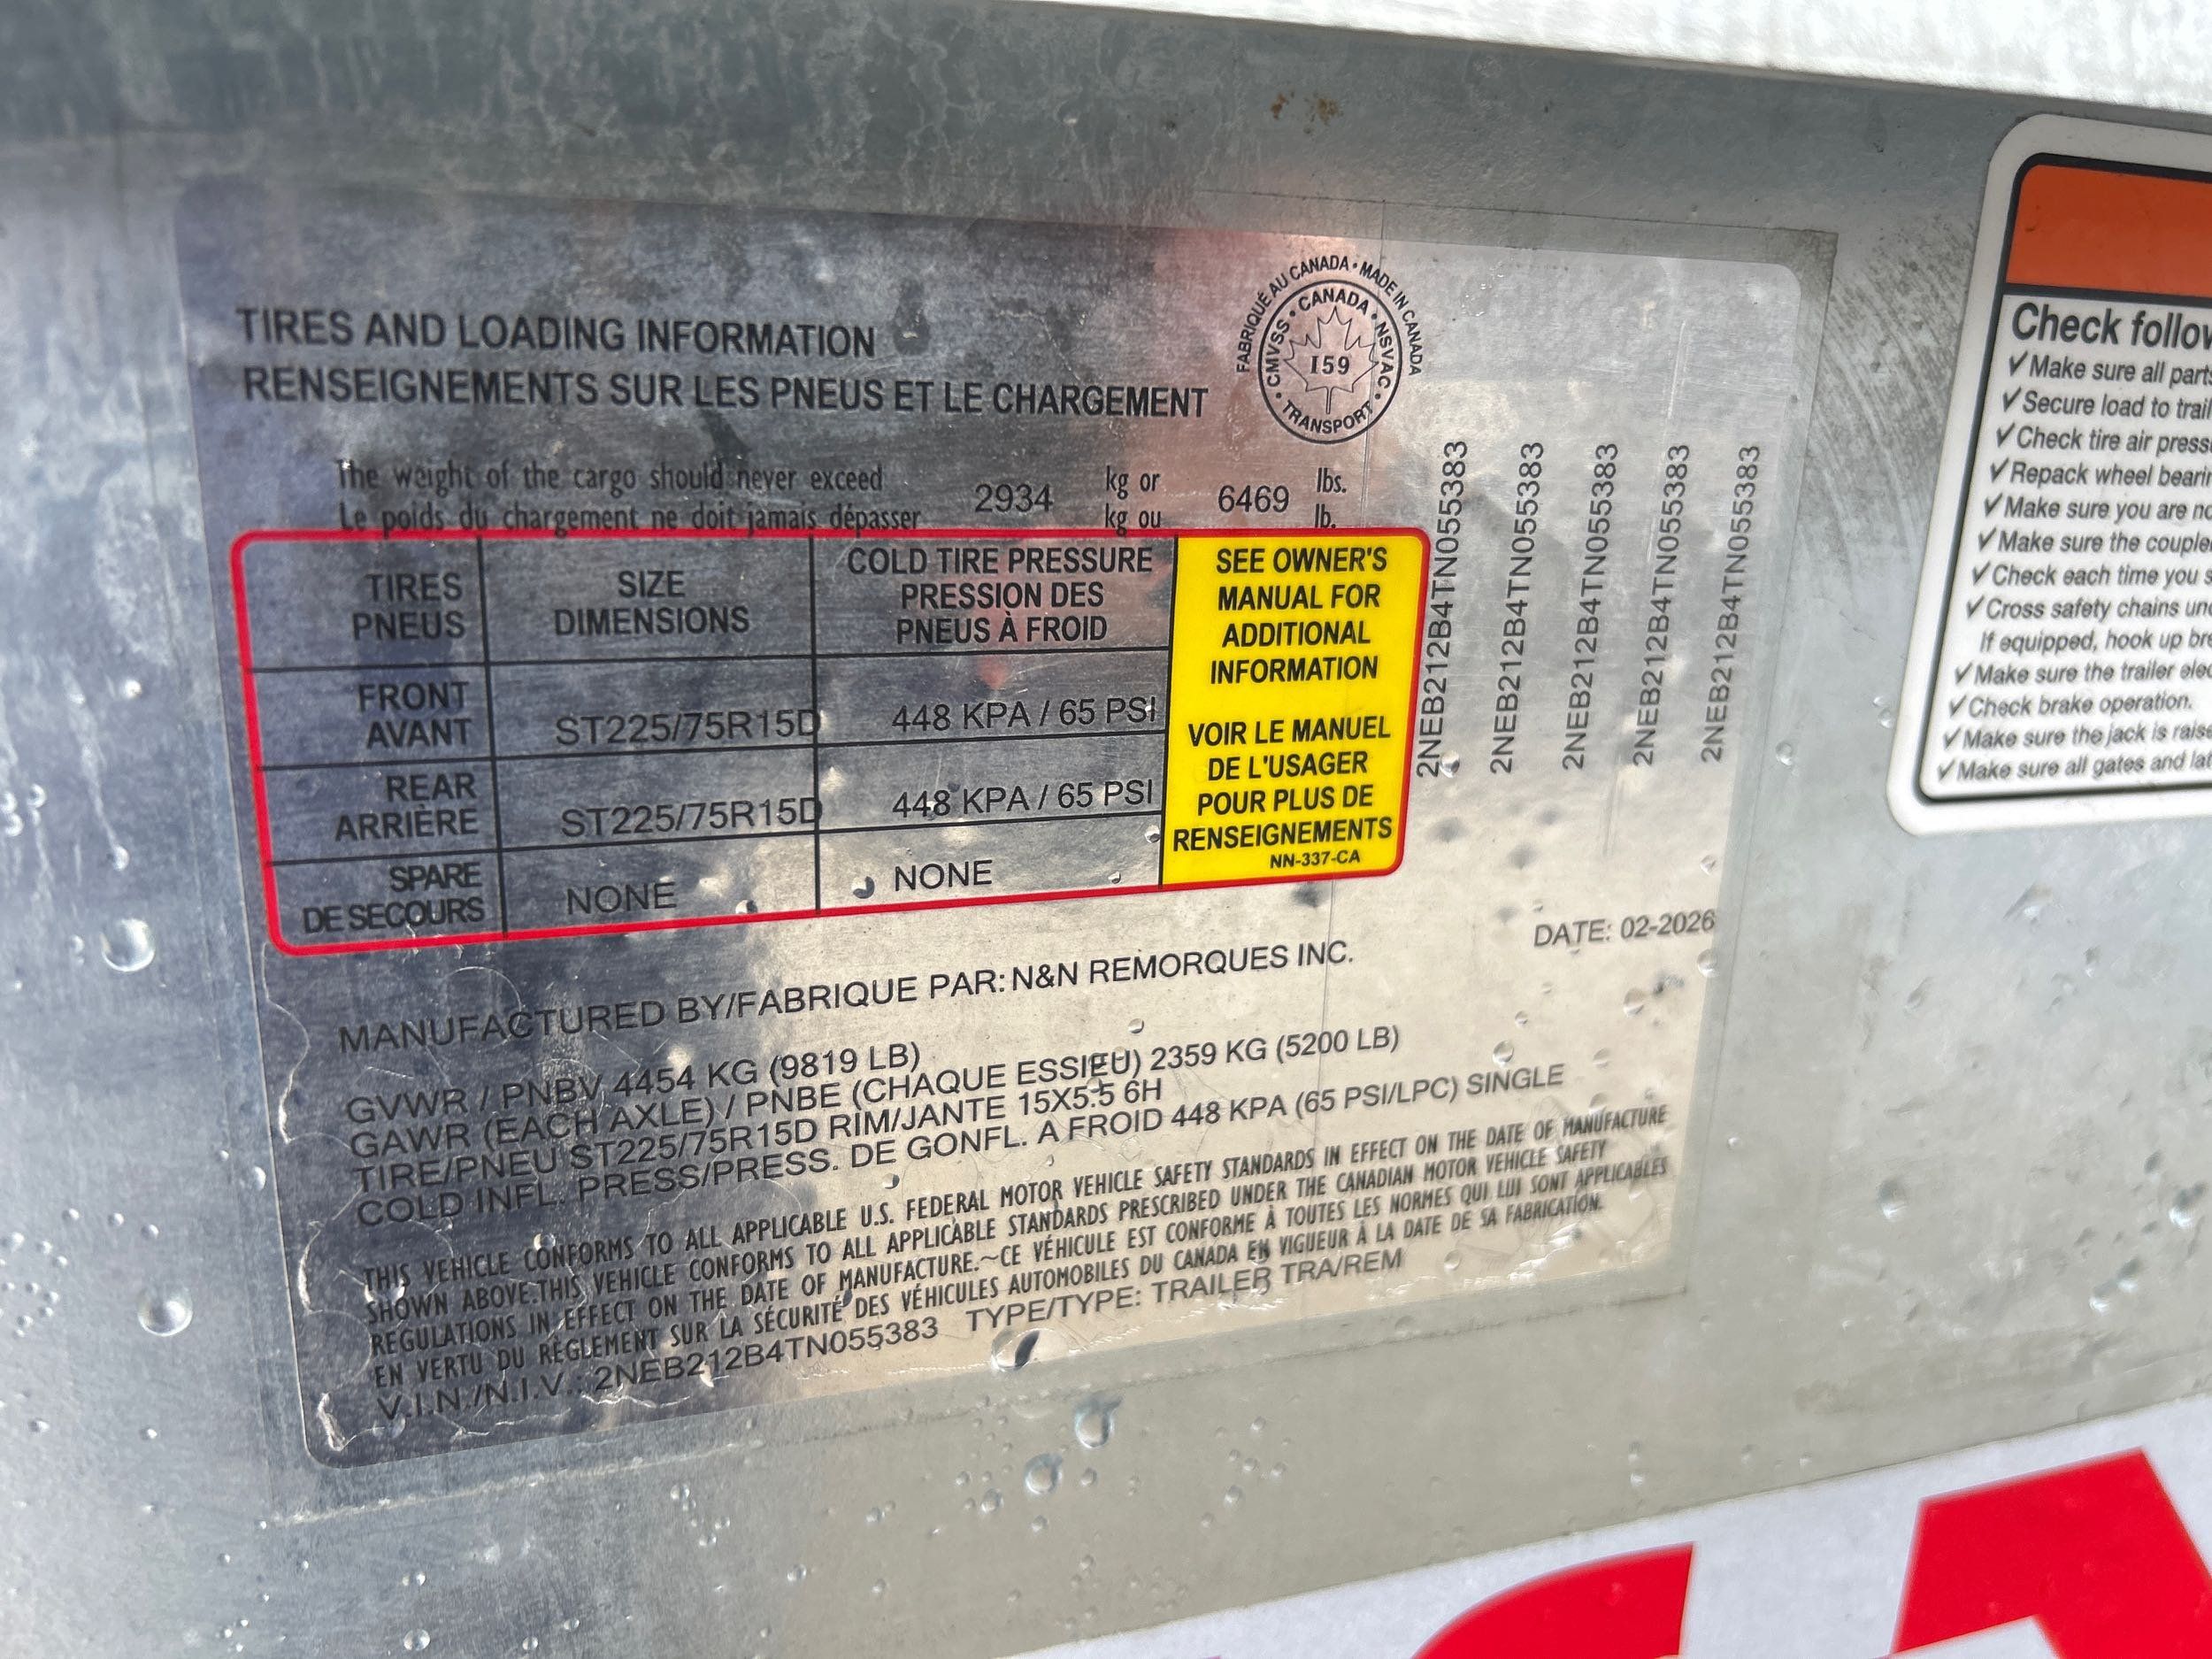 TIRES AND LOADING INFORMATION
RENSEIGNEMENTS SUR LES PNEUS ET LE CHARGEMENT
FABRIQUÉ AU CANADA • MADE IN CANADA
CMVSS • CANADA • NSVAC • TRANSPORT •
159
The weight of the cargo should never exceed 2934 kg or 6469 lbs.
Le poids du chargement ne doit jamais dépasser kg ou lb.
TIRES
PNEUS
SIZE
DIMENSIONS
COLD TIRE PRESSURE
PRESSION DES
PNEUS À FROID
FRONT
AVANT
ST225/75R15D
448 KPA / 65 PSI
REAR
ARRIÈRE
ST225/75R15D
448 KPA / 65 PSI
SPARE
DE SECOURS
NONE
NONE
SEE OWNER'S
MANUAL FOR
ADDITIONAL
INFORMATION
VOIR LE MANUEL
DE L'USAGER
POUR PLUS DE
RENSEIGNEMENTS
NN-337-CA
2NEB212B4TN055383
2NEB212B4TN055383
2NEB212B4TN055383
2NEB212B4TN055383
2NEB212B4TN055383
DATE: 02-2026
MANUFACTURED BY/FABRIQUE PAR: N&N REMORQUES INC.
GVWR / PNBV 4454 KG (9819 LB)
GAWR (EACH AXLE) / PNBE (CHAQUE ESSIEU) 2359 KG (5200 LB)
TIRE/PNEU ST225/75R15D RIM/JANTE 15X5.5 6H
COLD INFL. PRESS/PRESS. DE GONFL. A FROID 448 KPA (65 PSI/LPC) SINGLE
THIS VEHICLE CONFORMS TO ALL APPLICABLE U.S. FEDERAL MOTOR VEHICLE SAFETY STANDARDS IN EFFECT ON THE DATE OF MANUFACTURE
SHOWN ABOVE.THIS VEHICLE CONFORMS TO ALL APPLICABLE STANDARDS PRESCRIBED UNDER THE CANADIAN MOTOR VEHICLE SAFETY
REGULATIONS IN EFFECT ON THE DATE OF MANUFACTURE.~CE VÉHICULE EST CONFORME À TOUTES LES NORMES QUI LUI SONT APPLICABLES
EN VERTU DU RÈGLEMENT SUR LA SÉCURITÉ DES VÉHICULES AUTOMOBILES DU CANADA EN VIGUEUR À LA DATE DE SA FABRICATION.
V.I.N./N.I.V.: 2NEB212B4TN055383 TYPE/TYPE: TRAILER TRA/REM
Check
✓Make sure all
✓Secure load to
✓Check tire air
✓Repack wheel
✓Make sure you are
✓Make sure the
✓Check each time you
✓Cross safety chains
If equipped, hook up
✓Make sure the trailer
✓Check brake operation.
✓Make sure the jack is
✓Make sure all gates and